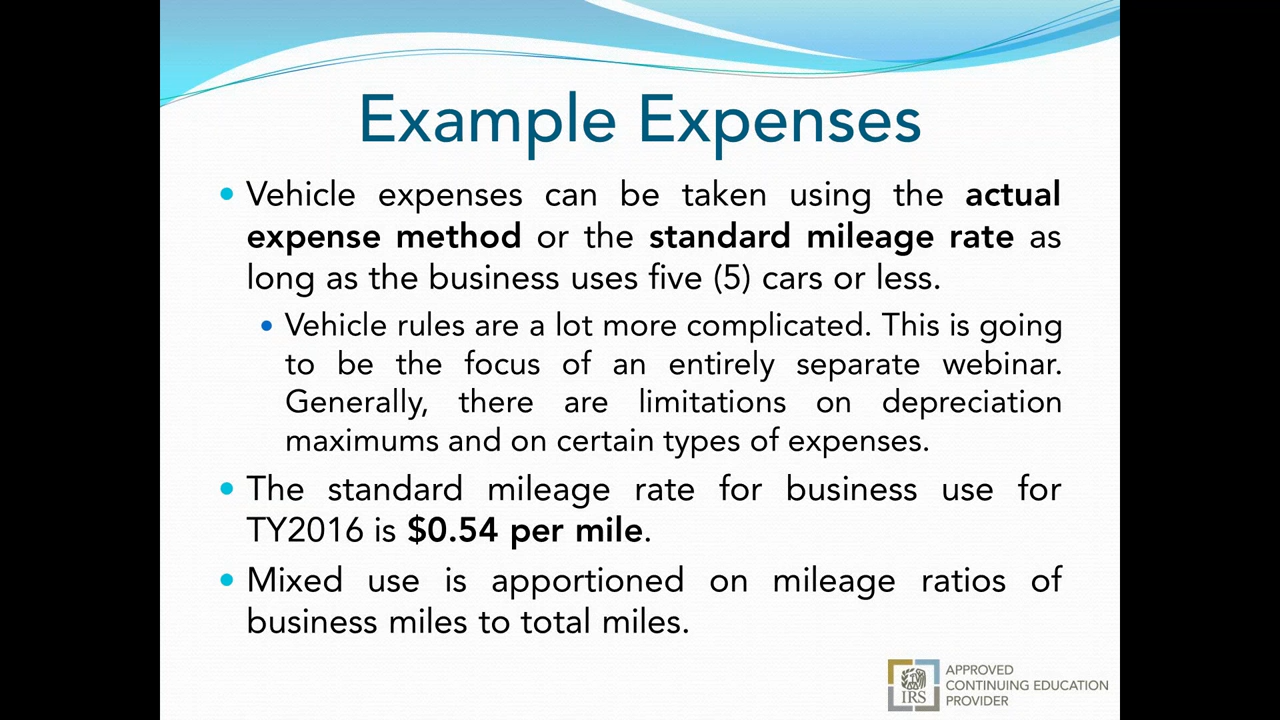 Example Expenses
Vehicle expenses can be taken using the actual
expense method or the standard mileage rate as
long as the business uses five (5) cars or less.
Vehicle rules are a lot more complicated. This is going
to be the focus of an entirely separate webinar.
Generally, there are limitations on depreciation
maximums and on certain types of expenses.
The standard mileage rate for business use for
TY2016 is $0.54 per mile.
Mixed use is apportioned on mileage ratios of
business miles to total miles.
IRS
APPROVED
CONTINUING EDUCATION
PROVIDER